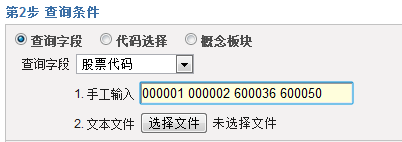 第2步 查询条件
查询字段 代码选择 概念板块
查询字段 股票代码
1. 手工输入 000001 000002 600036 600050
2. 文本文件 选择文件 未选择文件